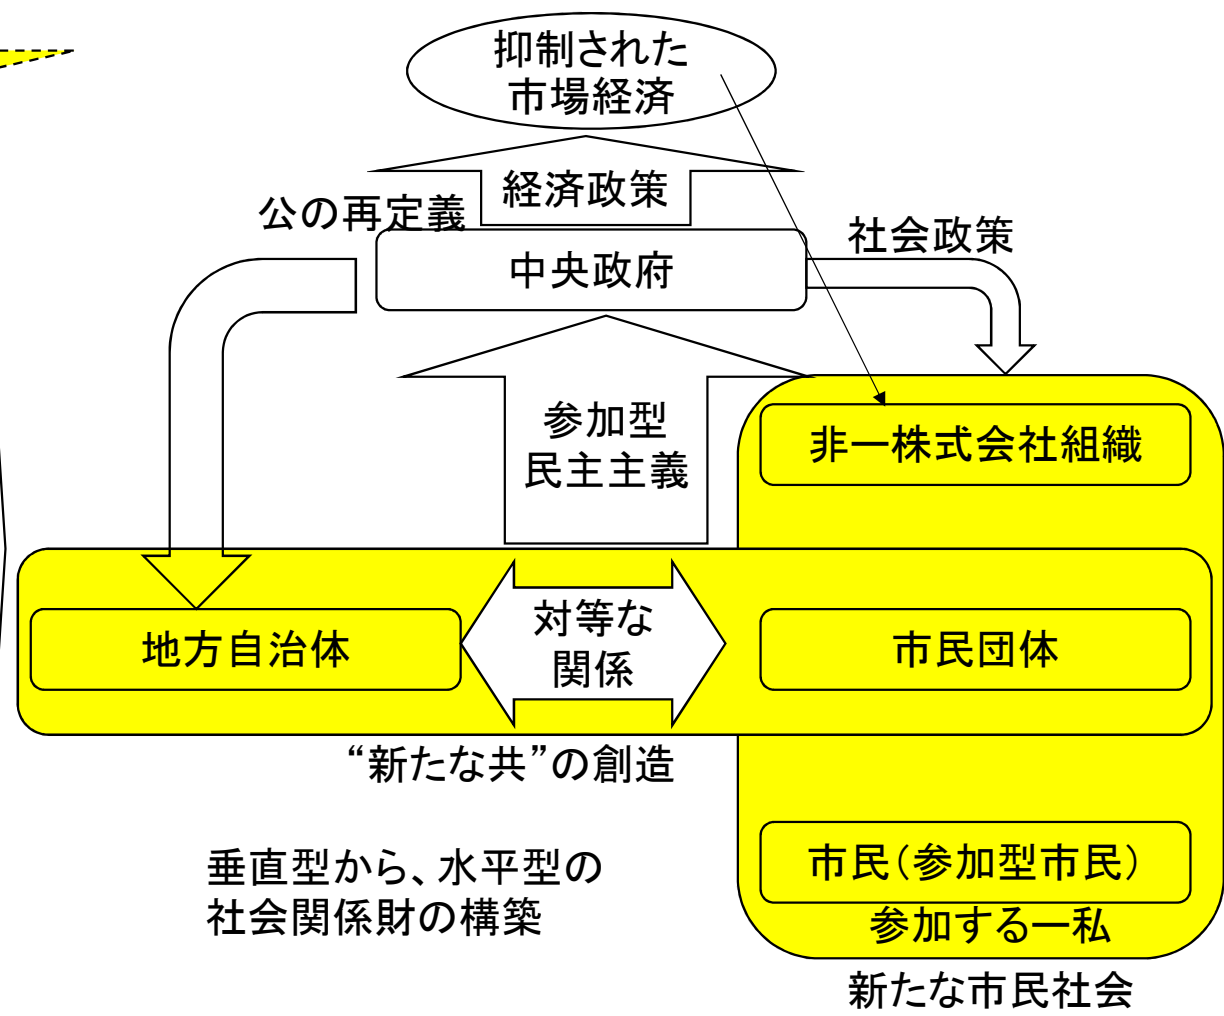 抑制された
市場経済
経済政策
公の再定義
社会政策
中央政府
参加型
民主主義
非一株式会社組織
対等な
関係
地方自治体
市民団体
“新たな共”の創造
垂直型から、水平型の
社会関係財の構築
市民（参加型市民）
参加する一私
新たな市民社会